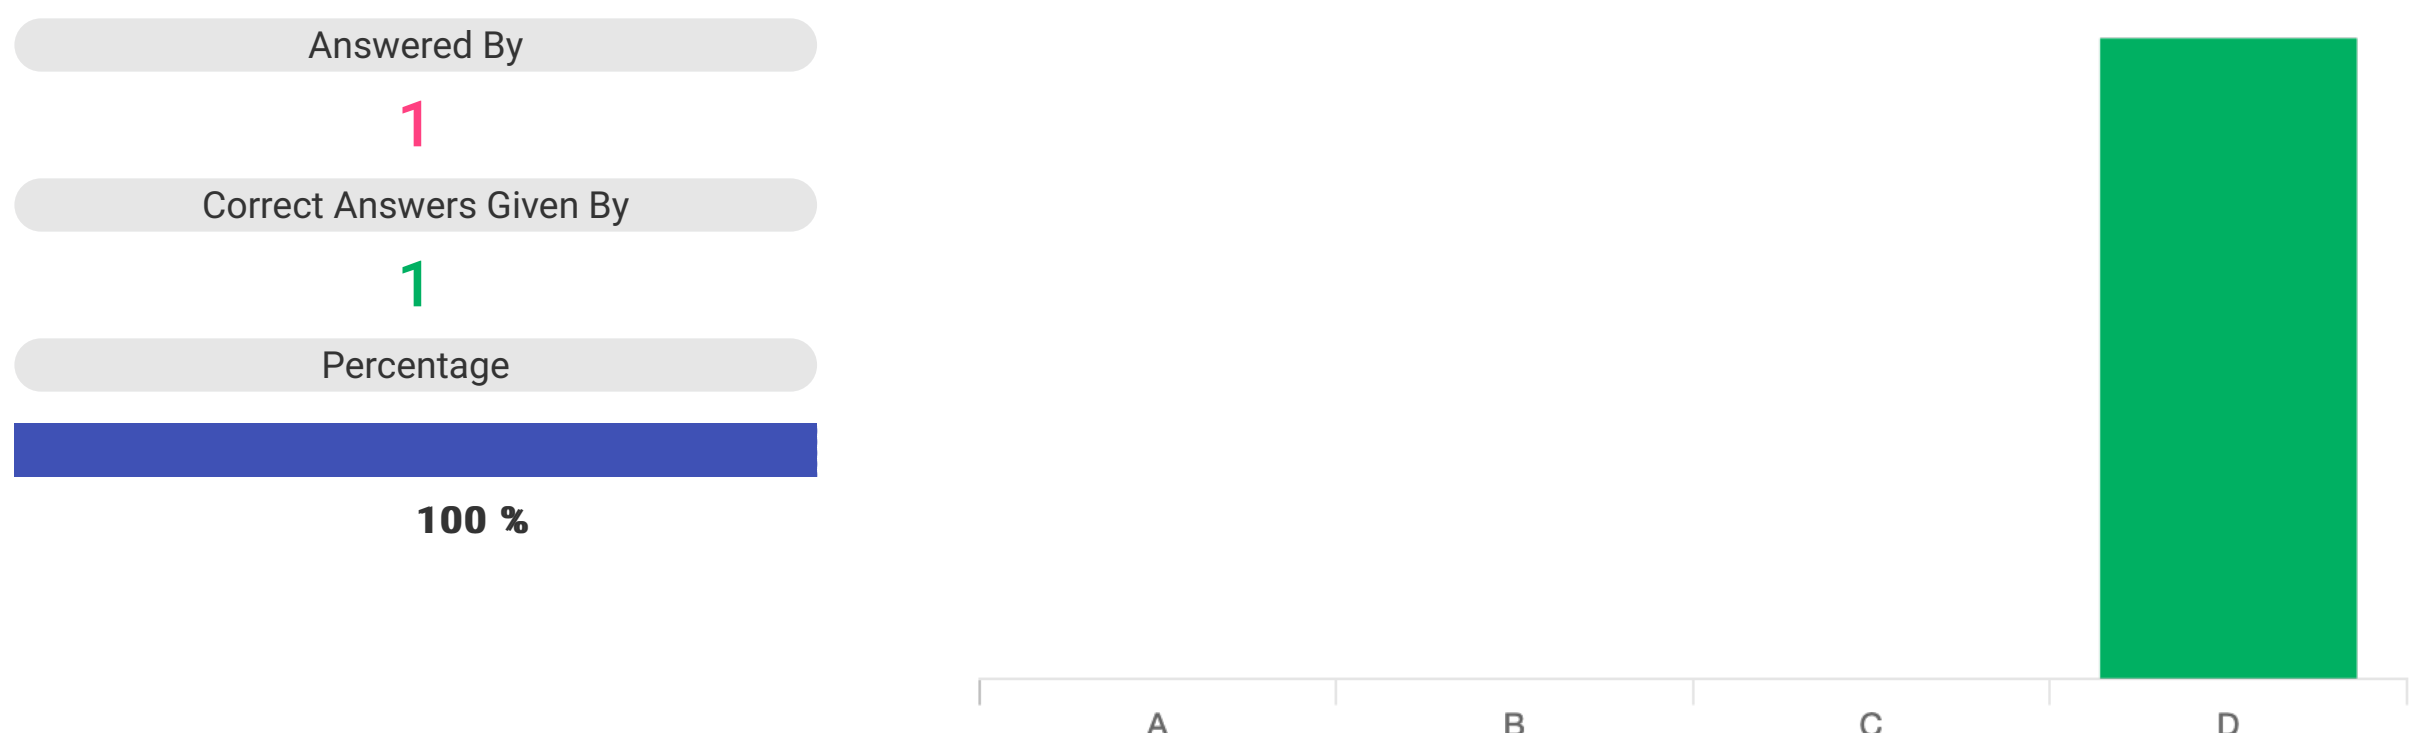 Answered By
1
Correct Answers Given By
1
Percentage
100 %
A B C D